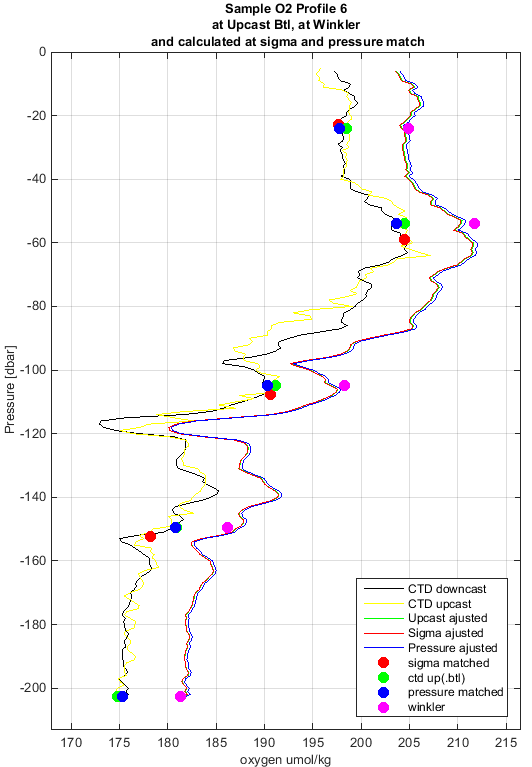 Sample O2 Profile 6
at Upcast Btl, at Winkler
and calculated at sigma and pressure match
0
-20
-40
-60
-80
-100
-120
-140
-160
-180
-200
Pressure [dbar]
CTD downcast
CTD upcast
Upcast ajusted
Sigma ajusted
Pressure ajusted
sigma matched
ctd up(.btl)
pressure matched
winkler
170 175 180 185 190 195 200 205 210 215
oxygen umol/kg